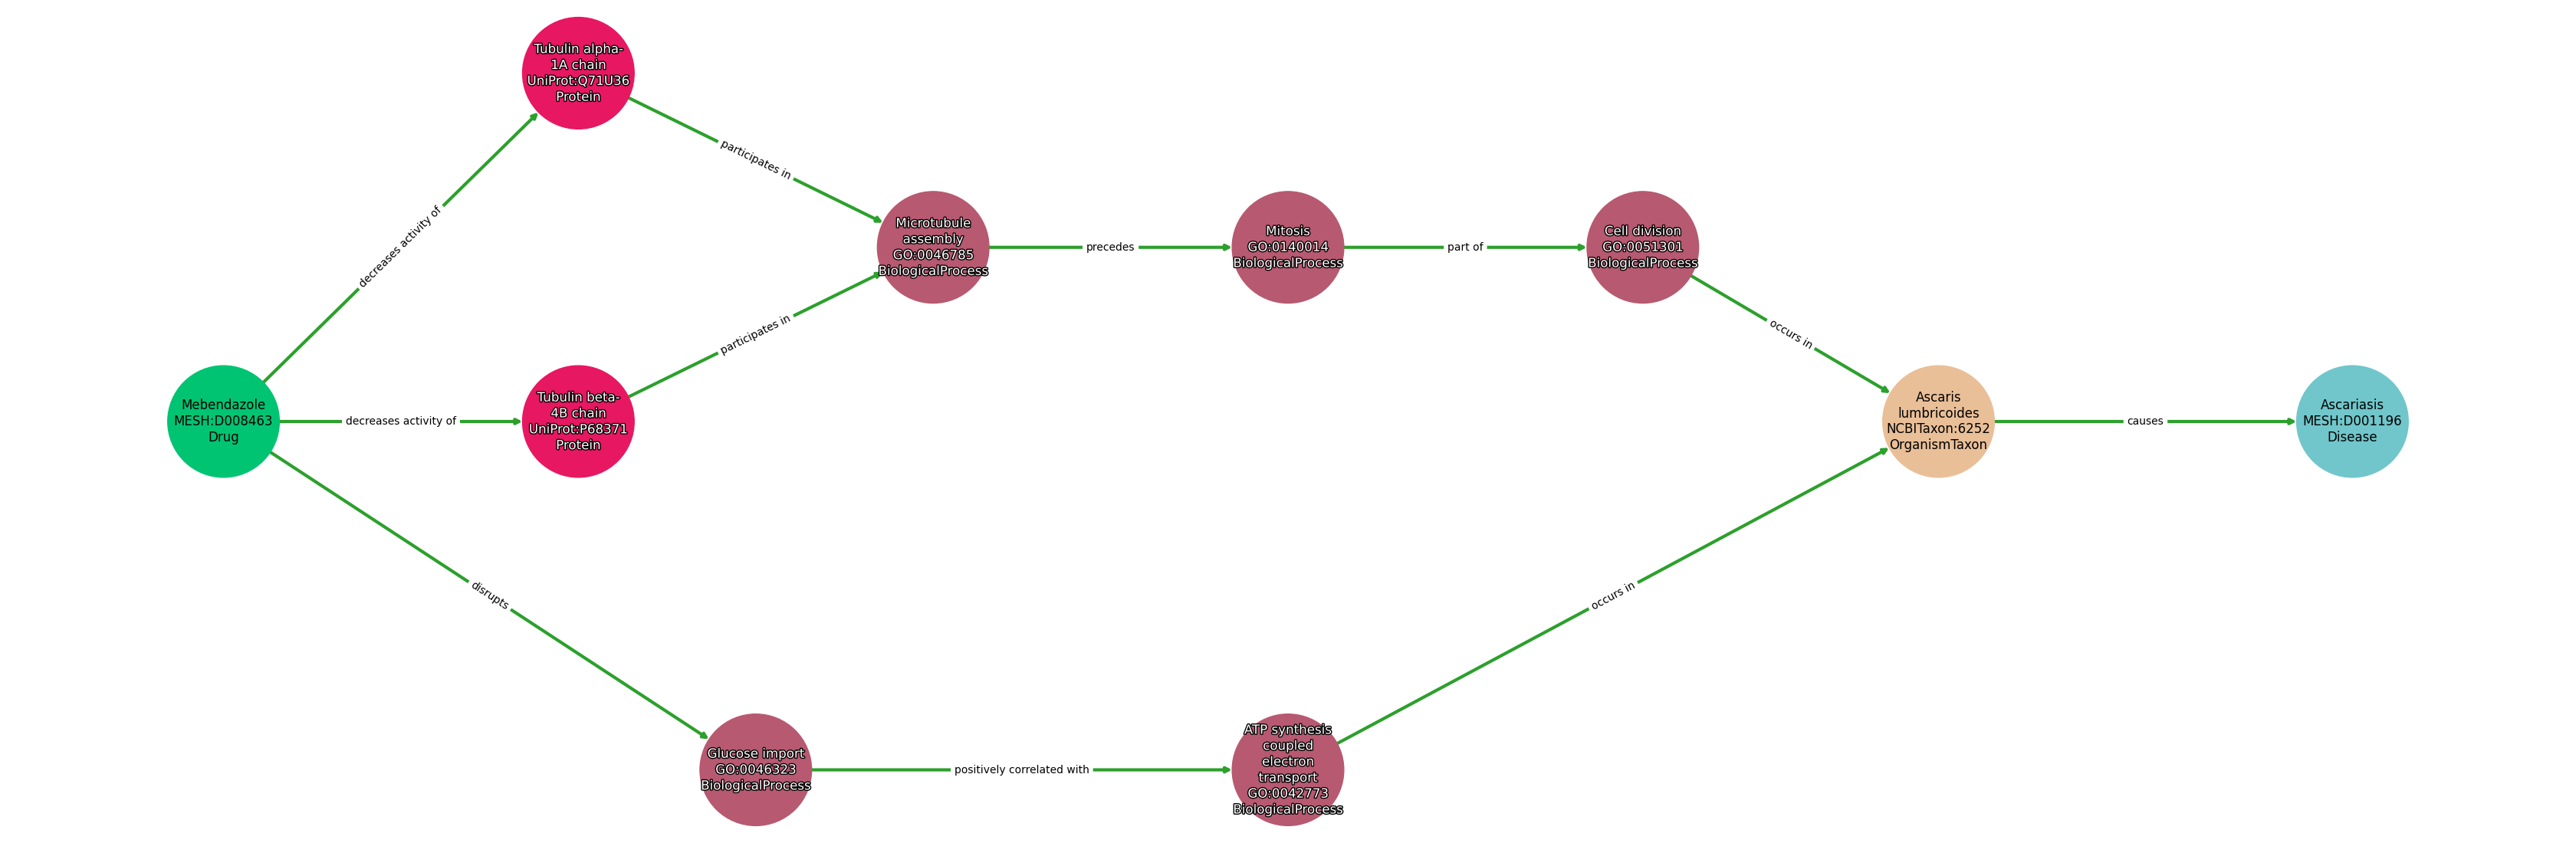 Tubulin alpha-
1A chain
UniProt:Q71U36
Protein
participates in
decreases activity of
Microtubule
assembly
GO:0046785
BiologicalProcess
precedes
Mitosis
GO:0140014
BiologicalProcess
part of
Cell division
GO:0051301
BiologicalProcess
participates in
occurs in
Mebendazole
MESH:D008463
Drug
decreases activity of
Tubulin beta-
4B chain
UniProt:P68371
Protein
Ascaris
lumbricoides
NCBITaxon:6252
OrganismTaxon
causes
Ascariasis
MESH:D001196
Disease
disrupts
occurs in
Glucose import
GO:0046323
BiologicalProcess
positively correlated with
ATP synthesis
coupled
electron
transport
GO:0042773
BiologicalProcess